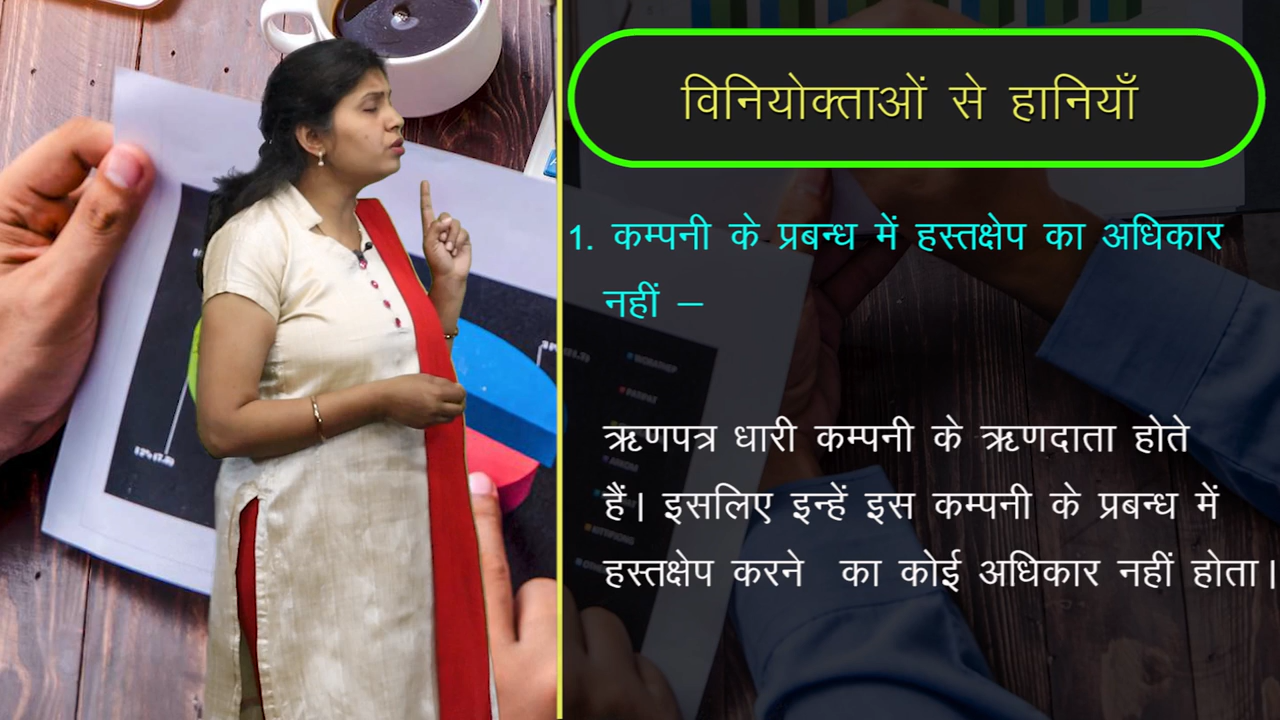 विनियोक्ताओं से हानियाँ
1. कम्पनी के प्रबन्ध में हस्तक्षेप का अधिकार
नहीं –
ऋणपत्र धारी कम्पनी के ऋणदाता होते
हैं। इसलिए इन्हें इस कम्पनी के प्रबन्ध में
हस्तक्षेप करने का कोई अधिकार नहीं होता।